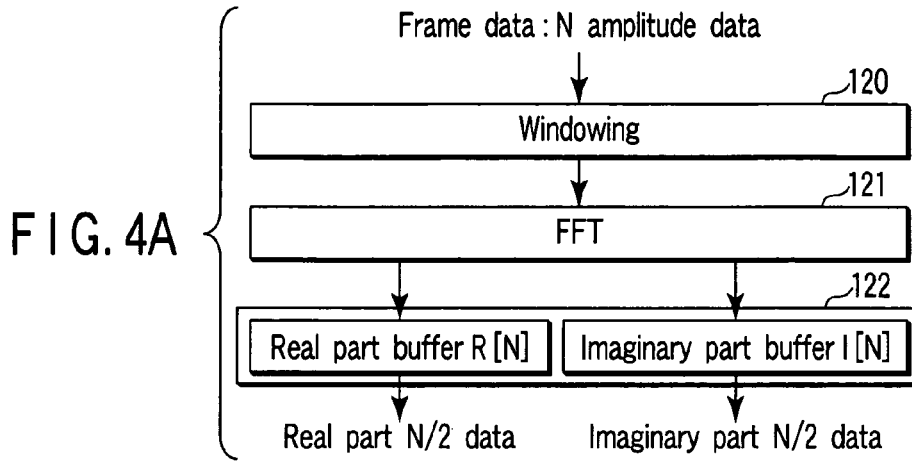 Frame data : N amplitude data
120
Windowing
121
FFT
FIG. 4A
122
Real part buffer R [N]
Imaginary part buffer I [N]
Real part N/2 data
Imaginary part N/2 data